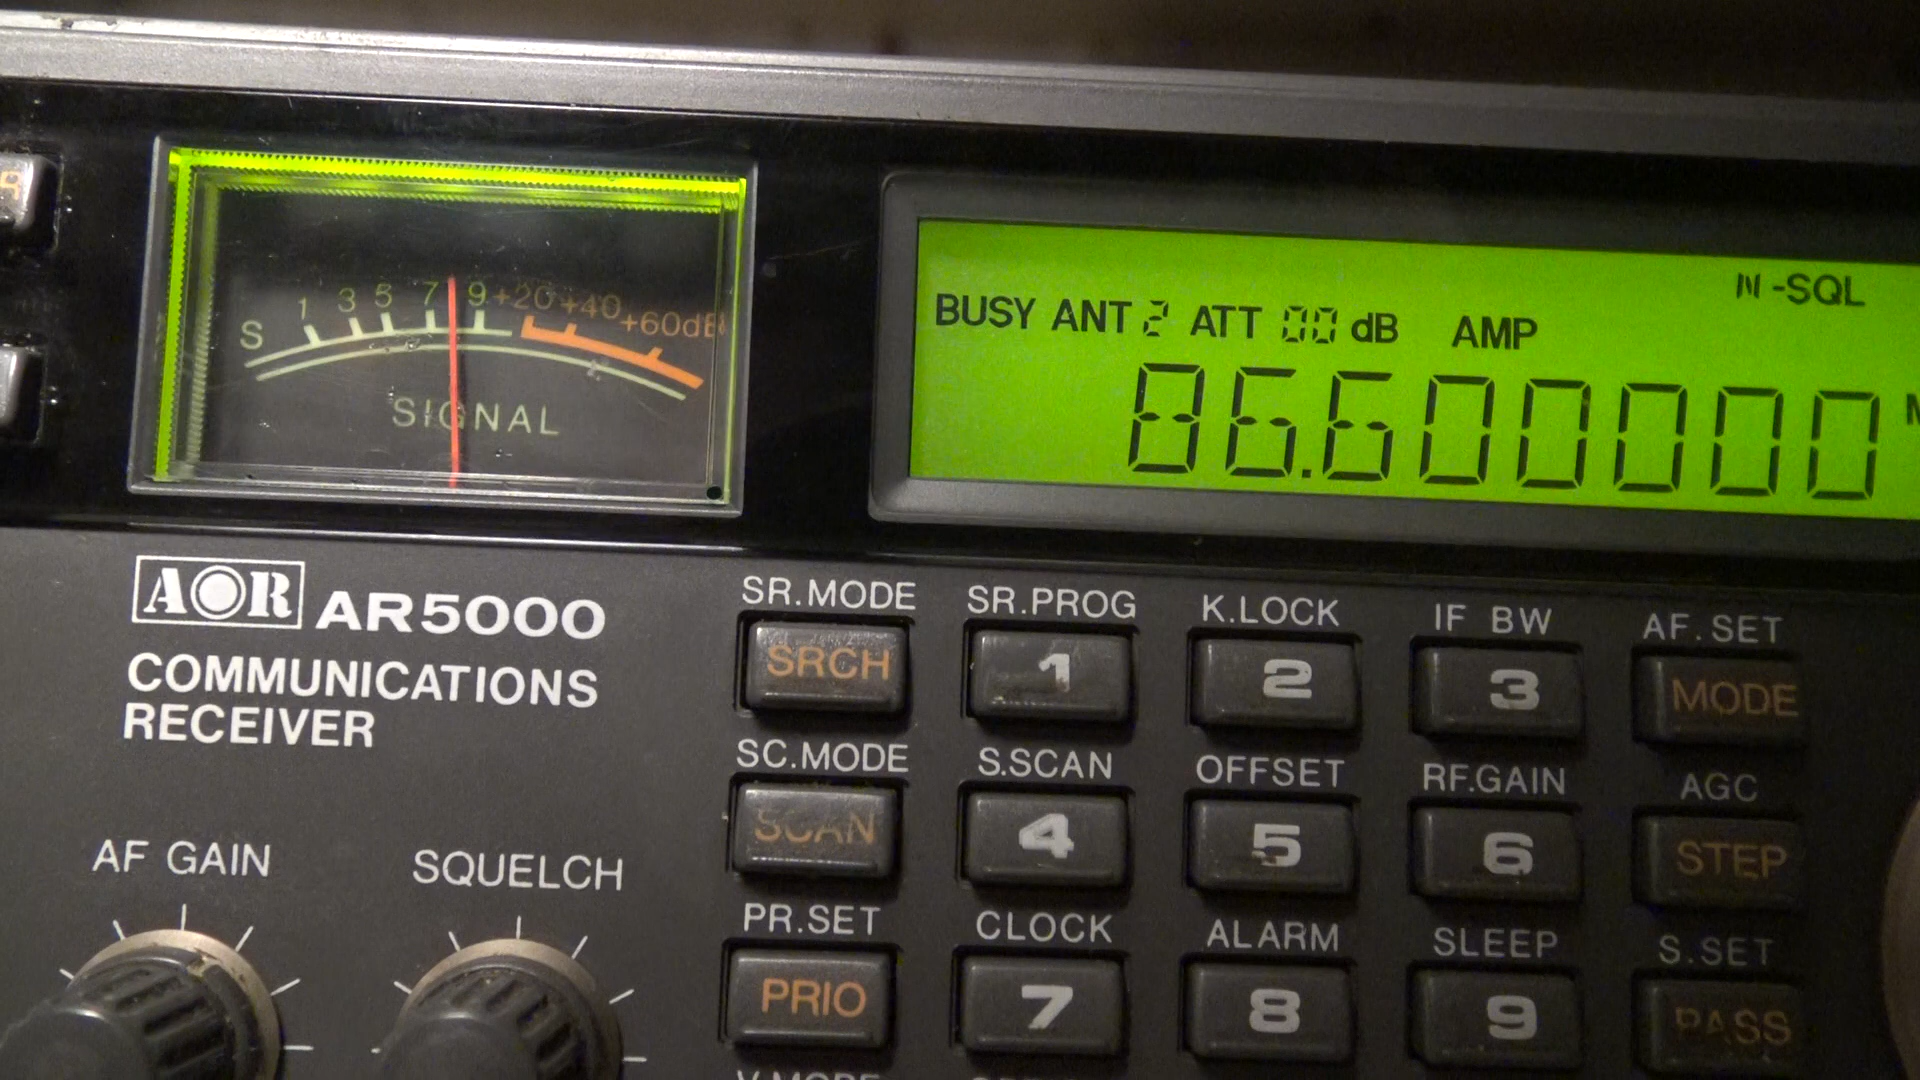 S 1 3 5 7 9 +20 +40 +60dB
SIGNAL
N-SQL
BUSY ANT 2 ATT 00 dB AMP
86.600000
AOR AR5000
COMMUNICATIONS
RECEIVER
SR.MODE SR.PROG K.LOCK IF BW AF.SET
SRCH 1 2 3 MODE
SC.MODE S.SCAN OFFSET RF.GAIN AGC
SCAN 4 5 6 STEP
AF GAIN SQUELCH
PR.SET CLOCK ALARM SLEEP S.SET
PRIO 7 8 9 PASS